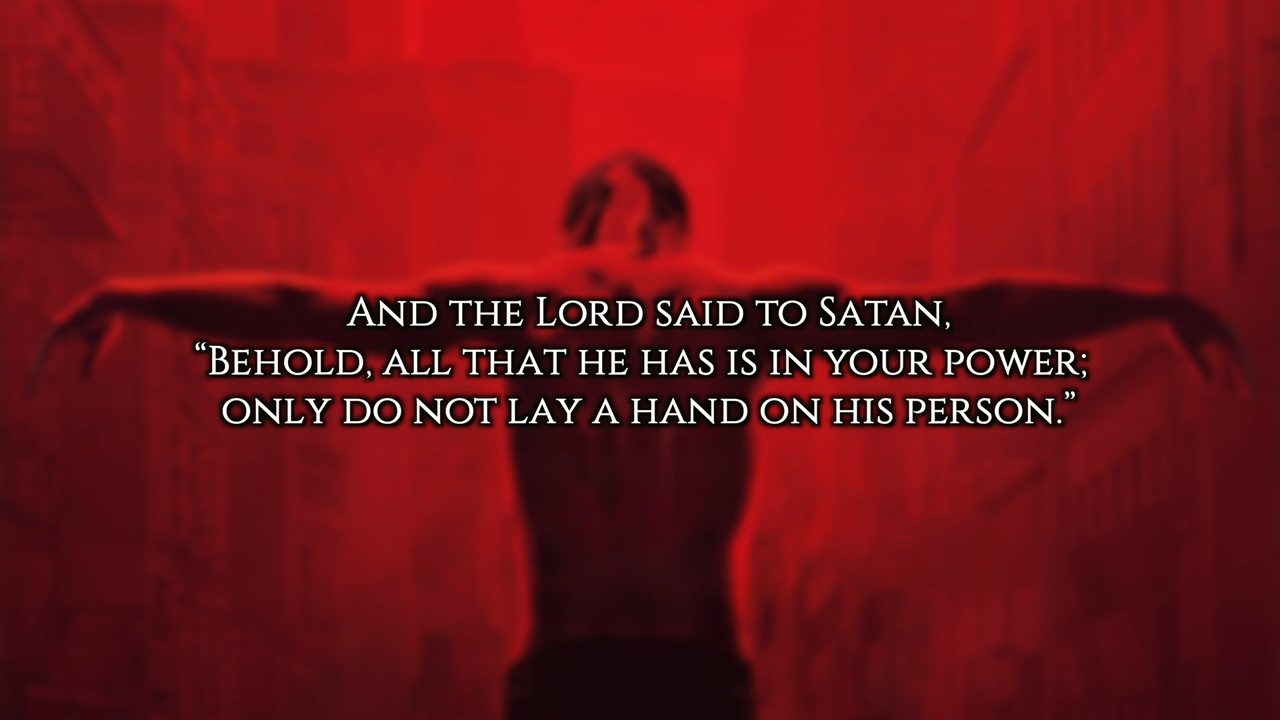 And the Lord said to Satan,
“Behold, all that he has is in your power;
only do not lay a hand on his person.”